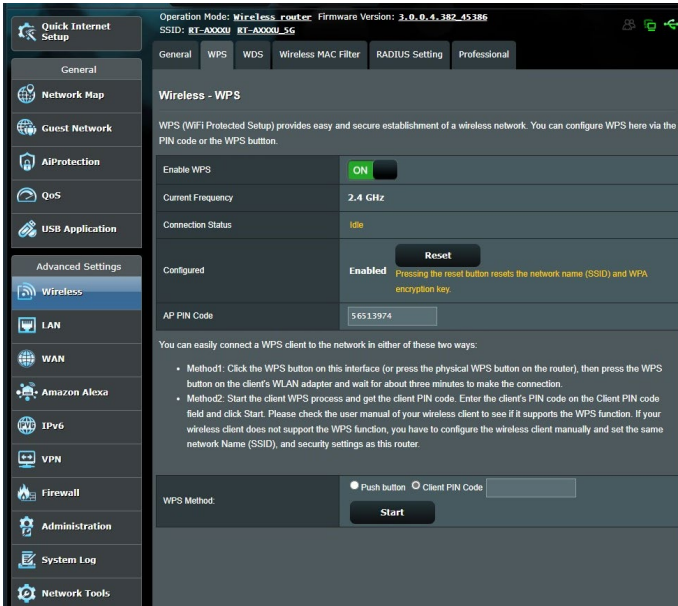 Quick Internet
Setup
Operation Mode: Wireless router Firmware Version: 3.0.0.4.382_45386
SSID: RT-AXXXU RT-AXXXU_5G
General WPS WDS Wireless MAC Filter RADIUS Setting Professional
General
Network Map
Guest Network
AiProtection
QoS
USB Application
Advanced Settings
Wireless
LAN
WAN
Amazon Alexa
IPv6
VPN
Firewall
Administration
System Log
Network Tools
Wireless - WPS
WPS (WiFi Protected Setup) provides easy and secure establishment of a wireless network. You can configure WPS here via the
PIN code or the WPS buttton.
Enable WPS ON
Current Frequency 2.4 GHz
Connection Status Idle
Configured Enabled Reset
Pressing the reset button resets the network name (SSID) and WPA
encryption key.
AP PIN Code 56513974
You can easily connect a WPS client to the network in either of these two ways:
• Method1: Click the WPS button on this interface (or press the physical WPS button on the router), then press the WPS
button on the client's WLAN adapter and wait for about three minutes to make the connection.
• Method2: Start the client WPS process and get the client PIN code. Enter the client's PIN code on the Client PIN code
field and click Start. Please check the user manual of your wireless client to see if it supports the WPS function. If your
wireless client does not support the WPS function, you have to configure the wireless client manually and set the same
network Name (SSID), and security settings as this router.
WPS Method: Push button Client PIN Code
Start